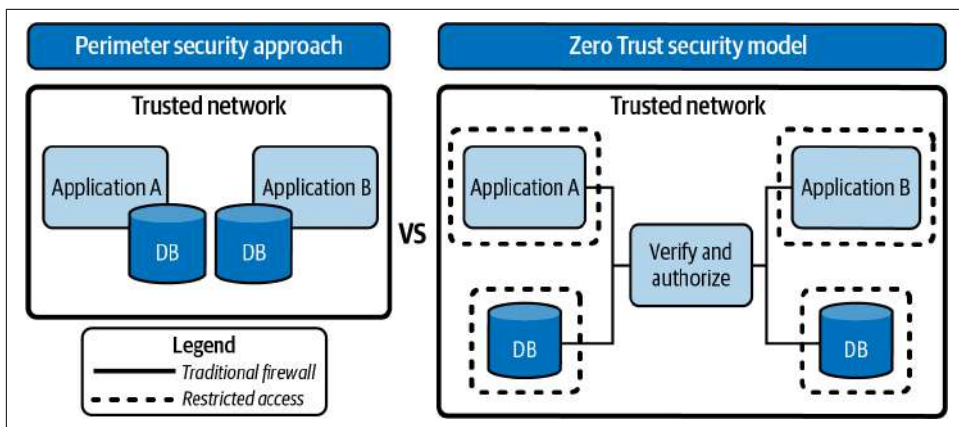 Perimeter security approach
Trusted network
Application A
Application B
DB
DB
Legend
Traditional firewall
Restricted access
VS
Zero Trust security model
Trusted network
Application A
Application B
Verify and
authorize
DB
DB